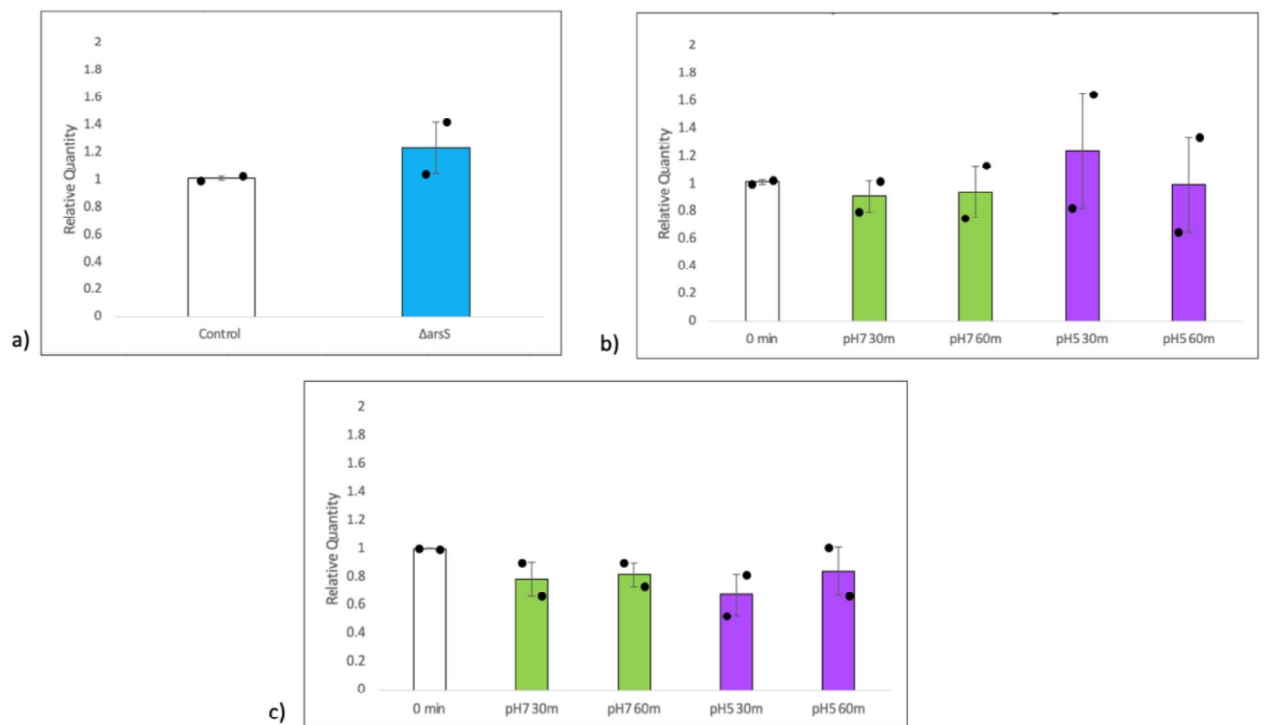 2
1.8
1.6
1.4
1.2
1
0.8
0.6
0.4
0.2
0
Relative Quantity
Control
ΔarsS
a)
2
1.8
1.6
1.4
1.2
1
0.8
0.6
0.4
0.2
0
Relative Quantity
0 min
pH7 30m
pH7 60m
pH5 30m
pH5 60m
b)
2
1.8
1.6
1.4
1.2
1
0.8
0.6
0.4
0.2
0
Relative Quantity
0 min
pH7 30m
pH7 60m
pH5 30m
pH5 60m
c)